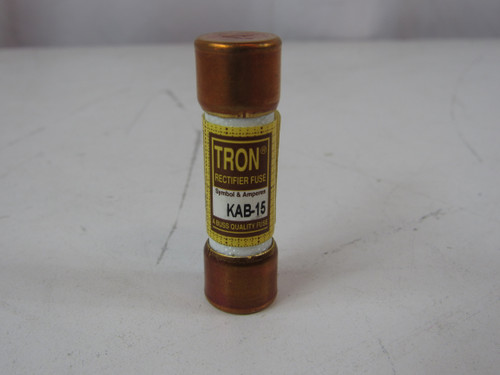 TRON®
RECTIFIER FUSE
Symbol & Amperes
KAB-15
A BUSS QUALITY FUSE